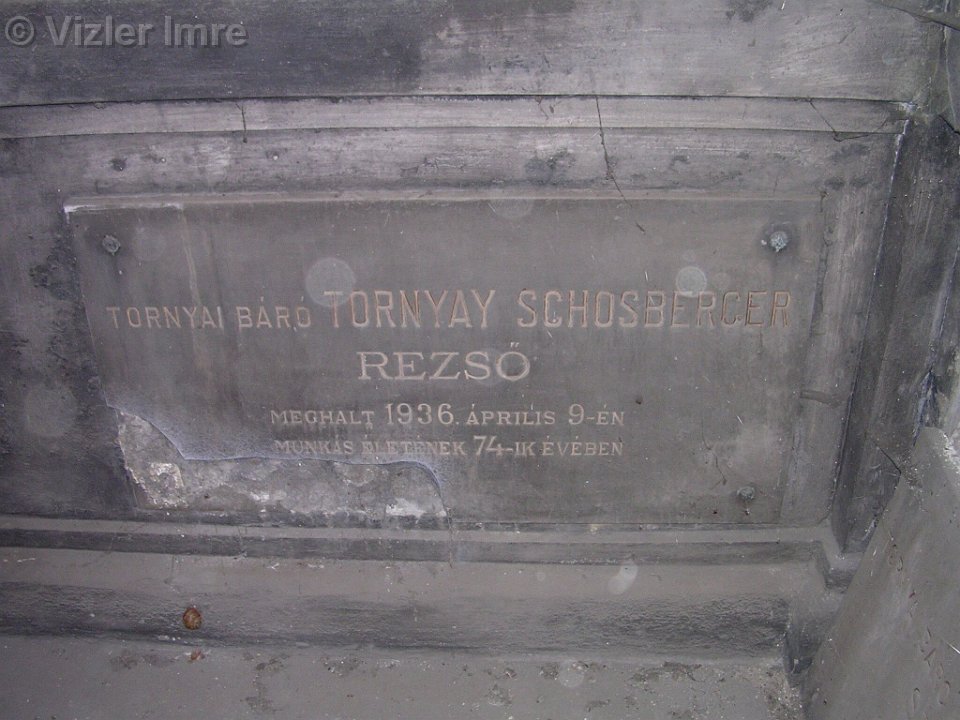 © Vizler Imre
TORNYAI BÁRÓ TORNYAY SCHOSBERGER
REZSŐ
MEGHALT 1936. ÁPRILIS 9-ÉN
MUNKÁS ÉLETÉNEK 74-IK ÉVÉBEN